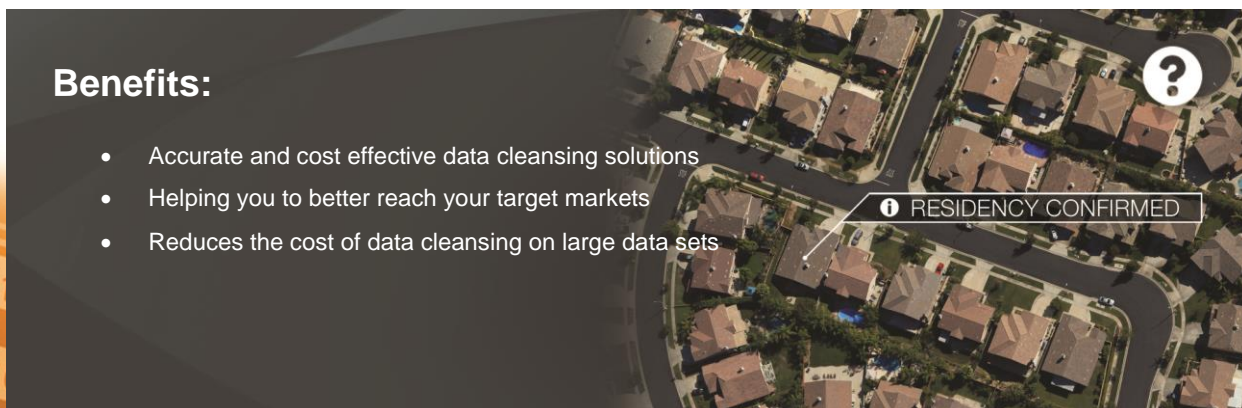 Benefits:
• Accurate and cost effective data cleansing solutions
• Helping you to better reach your target markets
• Reduces the cost of data cleansing on large data sets
?
i RESIDENCY CONFIRMED